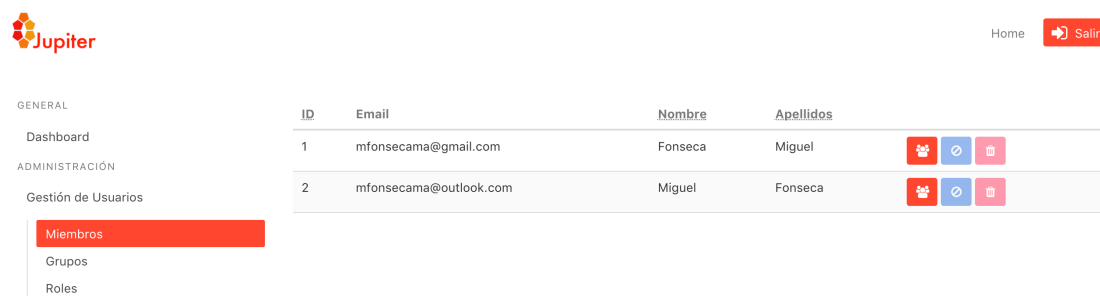 Jupiter
Home
Salir
GENERAL
Dashboard
ADMINISTRACIÓN
Gestión de Usuarios
Miembros
Grupos
Roles
ID Email Nombre Apellidos
1 mfonsecama@gmail.com Fonseca Miguel
2 mfonsecama@outlook.com Miguel Fonseca